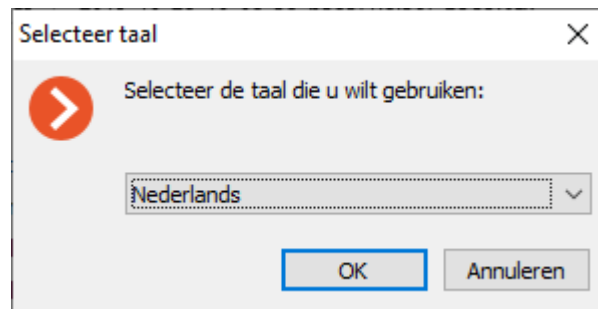 Selecteer taal
Selecteer de taal die u wilt gebruiken:
Nederlands
OK
Annuleren